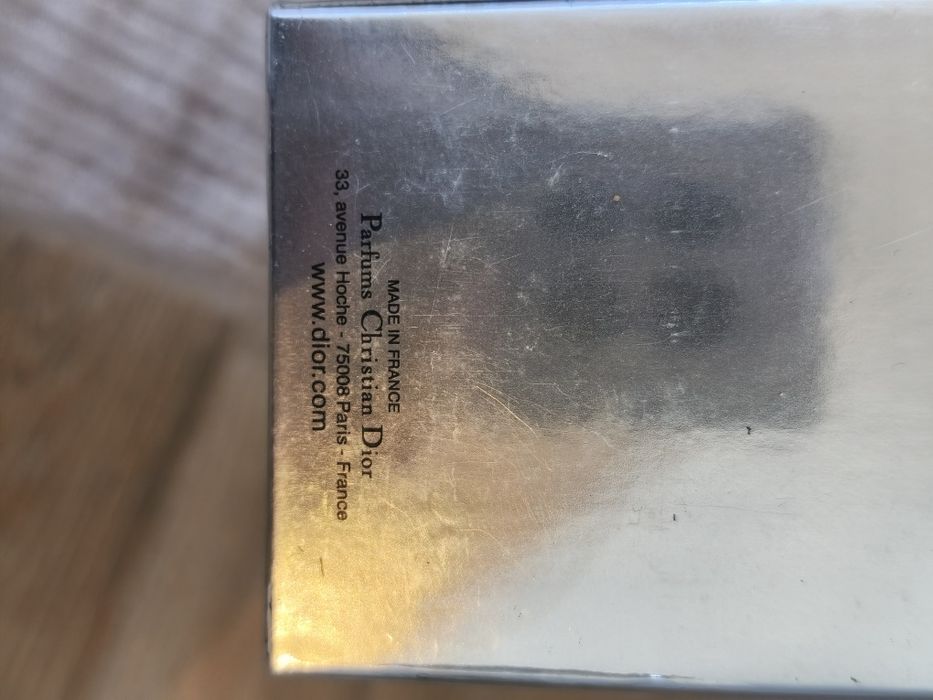 MADE IN FRANCE
Parfums Christian Dior
33, avenue Hoche - 75008 Paris - France
www.dior.com